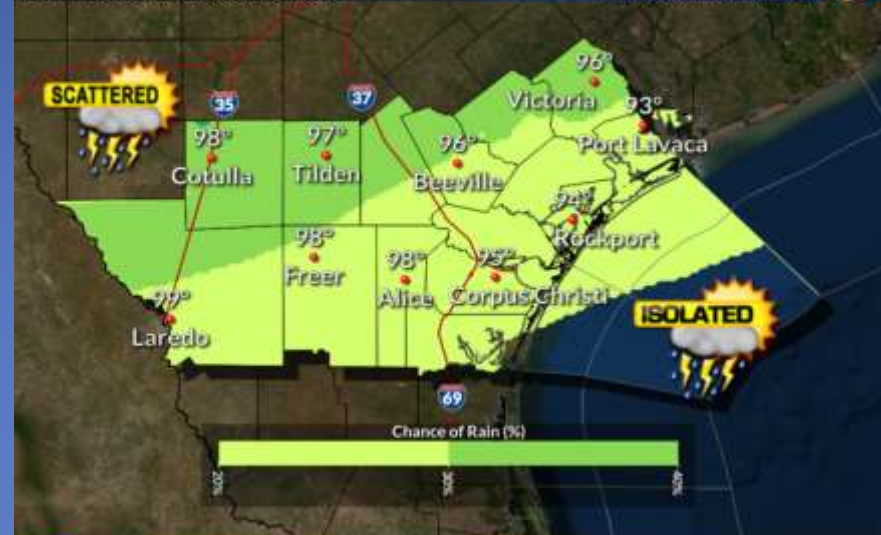 96°
Victoria
93°
Port Lavaca
SCATTERED
35
37
98°
Cotulla
97°
Tilden
96°
Beeville
94°
Rockport
98°
Freer
98°
Alice
95°
Corpus Christi
99°
Laredo
ISOLATED
69
Chance of Rain (%)
20%
30%
40%